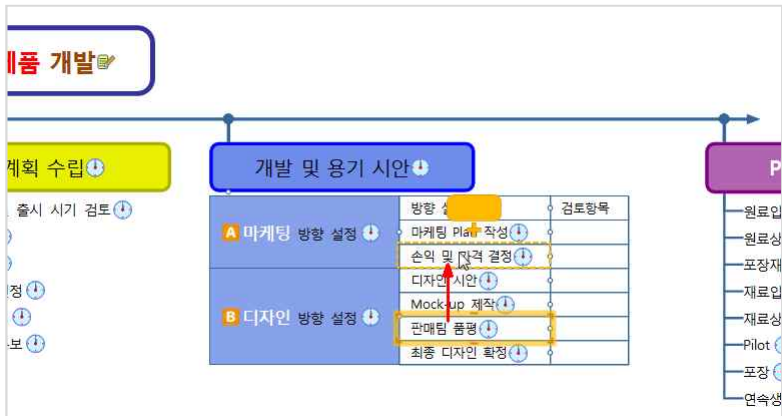 제품 개발
계획 수립
개발 및 용기 시안
P
출시 시기 검토
정
보
A 마케팅 방향 설정
B 디자인 방향 설정
방향
마케팅 Plan 작성
손익 및 가격 결정
디자인 시안
Mock-up 제작
판매팀 품평
최종 디자인 확정
검토항목
원료입
원료상
포장재
재료입
재료상
Pilot
포장
연속생